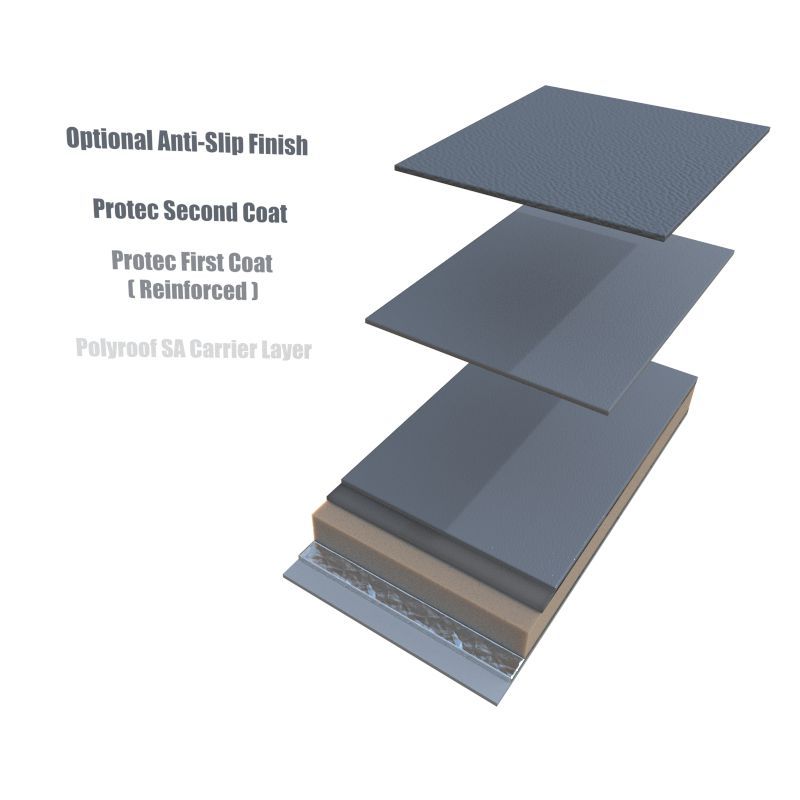 Optional Anti-Slip Finish
Protec Second Coat
Protec First Coat
( Reinforced )
Polyroof SA Carrier Layer